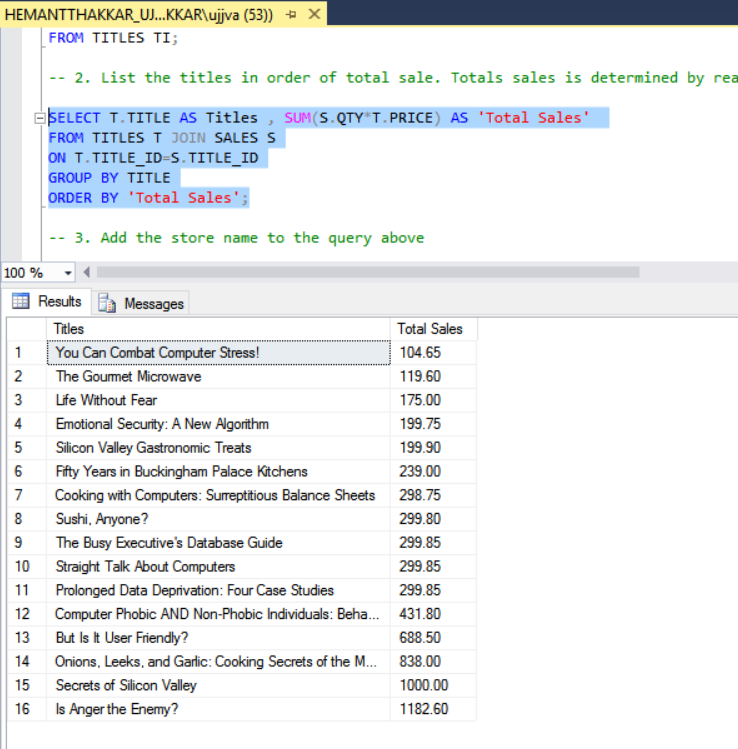 HEMANTTHAKKAR_UJ...KKAR\ujjva (53))
FROM TITLES TI;
-- 2. List the titles in order of total sale. Totals sales is determined by rea
SELECT T.TITLE AS Titles , SUM(S.QTY*T.PRICE) AS 'Total Sales'
FROM TITLES T JOIN SALES S
ON T.TITLE_ID=S.TITLE_ID
GROUP BY TITLE
ORDER BY 'Total Sales';
-- 3. Add the store name to the query above
100 %
Results Messages
Titles Total Sales
1 You Can Combat Computer Stress! 104.65
2 The Gourmet Microwave 119.60
3 Life Without Fear 175.00
4 Emotional Security: A New Algorithm 199.75
5 Silicon Valley Gastronomic Treats 199.90
6 Fifty Years in Buckingham Palace Kitchens 239.00
7 Cooking with Computers: Surreptitious Balance Sheets 298.75
8 Sushi, Anyone? 299.80
9 The Busy Executive's Database Guide 299.85
10 Straight Talk About Computers 299.85
11 Prolonged Data Deprivation: Four Case Studies 299.85
12 Computer Phobic AND Non-Phobic Individuals: Beha... 431.80
13 But Is It User Friendly? 688.50
14 Onions, Leeks, and Garlic: Cooking Secrets of the M... 838.00
15 Secrets of Silicon Valley 1000.00
16 Is Anger the Enemy? 1182.60